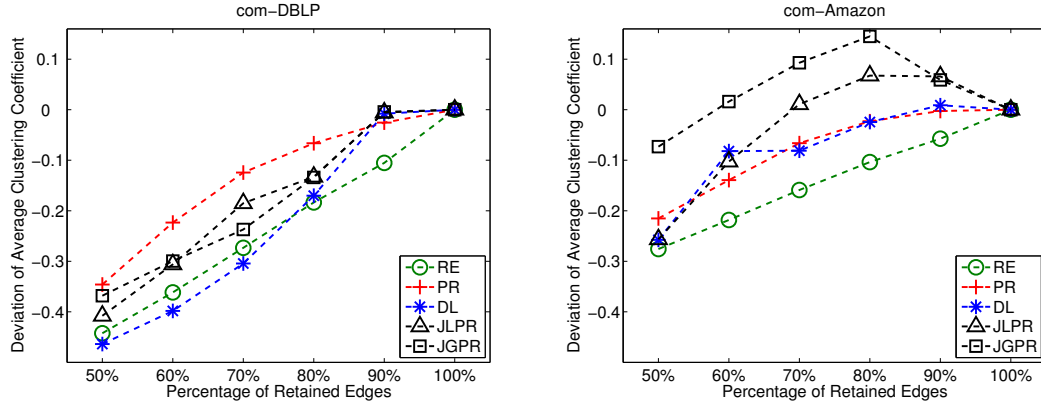 com−DBLP
Deviation of Average Clustering Coefficient
0.1
0
−0.1
−0.2
−0.3
−0.4
50% 60% 70% 80% 90% 100%
Percentage of Retained Edges
RE
PR
DL
JLPR
JGPR
com−Amazon
Deviation of Average Clustering Coefficient
0.1
0
−0.1
−0.2
−0.3
−0.4
50% 60% 70% 80% 90% 100%
Percentage of Retained Edges
RE
PR
DL
JLPR
JGPR